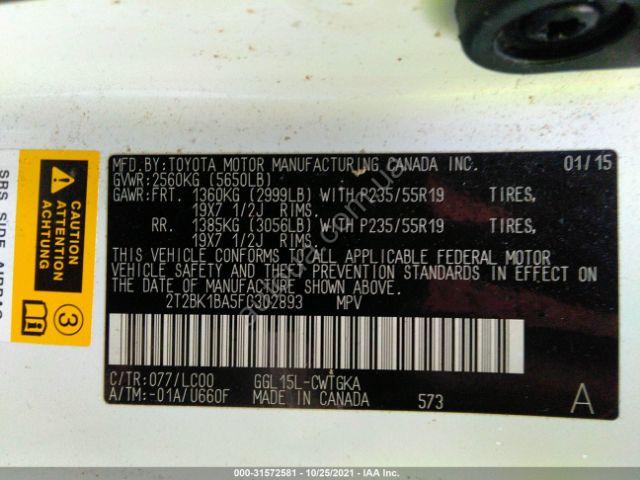 MFD.BY:TOYOTA MOTOR MANUFACTURING CANADA INC. 01/15
GVWR:2560KG (5650LB)
GAWR:FRT. 1360KG (2999LB) WITH P235/55R19 TIRES,
19X7 1/2J RIMS.
RR. 1385KG (3056LB) WITH P235/55R19 TIRES,
19X7 1/2J RIMS.
THIS VEHICLE CONFORMS TO ALL APPLICABLE FEDERAL MOTOR
VEHICLE SAFETY AND THEFT PREVENTION STANDARDS IN EFFECT ON
THE DATE OF MANUFACTURE SHOWN ABOVE.
2T2BK1BA5FC302893 MPV
C/TR:077/LC00 GGL15L-CWTGKA
A/TM:-01A/U660F MADE IN CANADA 573 A
ACHTUNG
SRS SIDE AIRBAG
3
000-31572581 - 10/25/2021 - IAA Inc.